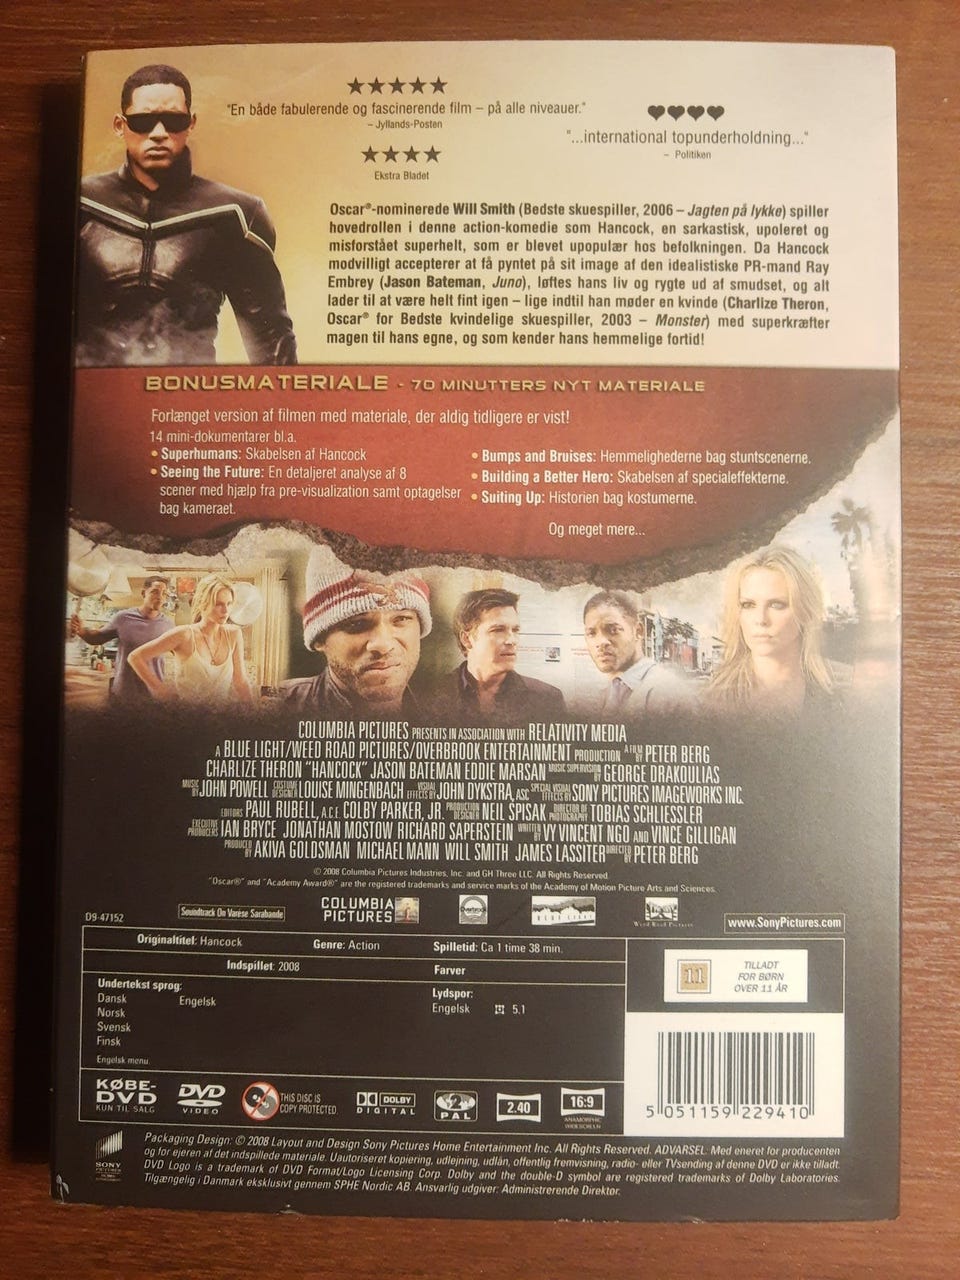 ★★★★★
"En både fabulerende og fascinerende film – på alle niveauer."
– Jyllands-Posten
★★★★
Ekstra Bladet
♥♥♥♥
"...international topunderholdning..."
– Politiken
Oscar®-nominerede Will Smith (Bedste skuespiller, 2006 – Jagten på lykke) spiller
hovedrollen i denne action-komedie som Hancock, en sarkastisk, upoleret og
misforstået superhelt, som er blevet upopulær hos befolkningen. Da Hancock
modvilligt accepterer at få pyntet på sit image af den idealistiske PR-mand Ray
Embrey (Jason Bateman, Juno), løftes hans liv og rygte ud af smudset, og alt
lader til at være helt fint igen – lige indtil han møder en kvinde (Charlize Theron,
Oscar® for Bedste kvindelige skuespiller, 2003 – Monster) med superkræfter
magen til hans egne, og som kender hans hemmelige fortid!
BONUSMATERIALE - 70 MINUTTERS NYT MATERIALE
Forlænget version af filmen med materiale, der aldig tidligere er vist!
14 mini-dokumentarer bl.a.
• Superhumans: Skabelsen af Hancock
• Seeing the Future: En detaljeret analyse af 8
scener med hjælp fra pre-visualization samt optagelser
bag kameraet.
• Bumps and Bruises: Hemmelighederne bag stuntscenerne.
• Building a Better Hero: Skabelsen af specialeffekterne.
• Suiting Up: Historien bag kostumerne.
Og meget mere...
COLUMBIA PICTURES PRESENTS IN ASSOCIATION WITH RELATIVITY MEDIA
A BLUE LIGHT/WEED ROAD PICTURES/OVERBROOK ENTERTAINMENT PRODUCTION A FILM BY PETER BERG
CHARLIZE THERON "HANCOCK" JASON BATEMAN EDDIE MARSAN MUSIC SUPERVISION BY GEORGE DRAKOULIAS
MUSIC BY JOHN POWELL COSTUME DESIGNER LOUISE MINGENBACH VISUAL EFFECTS BY JOHN DYKSTRA, ASC SPECIAL VISUAL EFFECTS BY SONY PICTURES IMAGEWORKS INC.
EDITORS PAUL RUBELL, A.C.E. COLBY PARKER, JR. PRODUCTION DESIGNER NEIL SPISAK DIRECTOR OF PHOTOGRAPHY TOBIAS SCHLIESSLER
EXECUTIVE PRODUCERS IAN BRYCE JONATHAN MOSTOW RICHARD SAPERSTEIN WRITTEN BY VY VINCENT NGO AND VINCE GILLIGAN
PRODUCED BY AKIVA GOLDSMAN MICHAEL MANN WILL SMITH JAMES LASSITER DIRECTED BY PETER BERG
© 2008 Columbia Pictures Industries, Inc. and GH Three LLC. All Rights Reserved.
"Oscar®" and "Academy Award®" are the registered trademarks and service marks of the Academy of Motion Picture Arts and Sciences.
D9-47152
Soundtrack On Varèse Sarabande
COLUMBIA
PICTURES
Overbrook
BLUE LIGHT
Weed Road Pictures
www.SonyPictures.com
Originaltitel: Hancock
Genre: Action
Spilletid: Ca 1 time 38 min.
Indspillet: 2008
Farver
Undertekst sprog:
Dansk
Engelsk
Norsk
Svensk
Finsk
Engelsk menu.
Lydspor:
Engelsk 5.1
11
TILLADT
FOR BØRN
OVER 11 ÅR
KØBE-
DVD
KUN TIL SALG
DVD
VIDEO
THIS DISC IS
COPY PROTECTED.
DOLBY
DIGITAL
2
PAL
2.40
16:9
ANAMORPHIC
WIDESCREEN
5 051159 229410
SONY
PICTURES
Packaging Design: © 2008 Layout and Design Sony Pictures Home Entertainment Inc. All Rights Reserved. ADVARSEL: Med eneret for producenten
og for ejeren af det indspillede materiale. Uautoriseret kopiering, udlejning, udlån, offentlig fremvisning, radio- eller TVsending af denne DVD er ikke tilladt.
DVD Logo is a trademark of DVD Format/Logo Licensing Corp. Dolby and the double-D symbol are registered trademarks of Dolby Laboratories.
Tilgængelig i Danmark eksklusivt gennem SPHE Nordic AB. Ansvarlig udgiver: Administrerende Direktør.